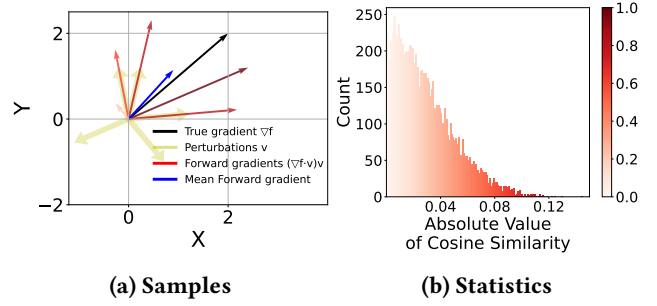 2
0
−2
Y
0
2
X
True gradient ∇f
Perturbations v
Forward gradients (∇f·v)v
Mean Forward gradient
(a) Samples
250
200
150
100
50
0
Count
0.04
0.08
0.12
Absolute Value
of Cosine Similarity
1.0
0.8
0.6
0.4
0.2
0.0
(b) Statistics